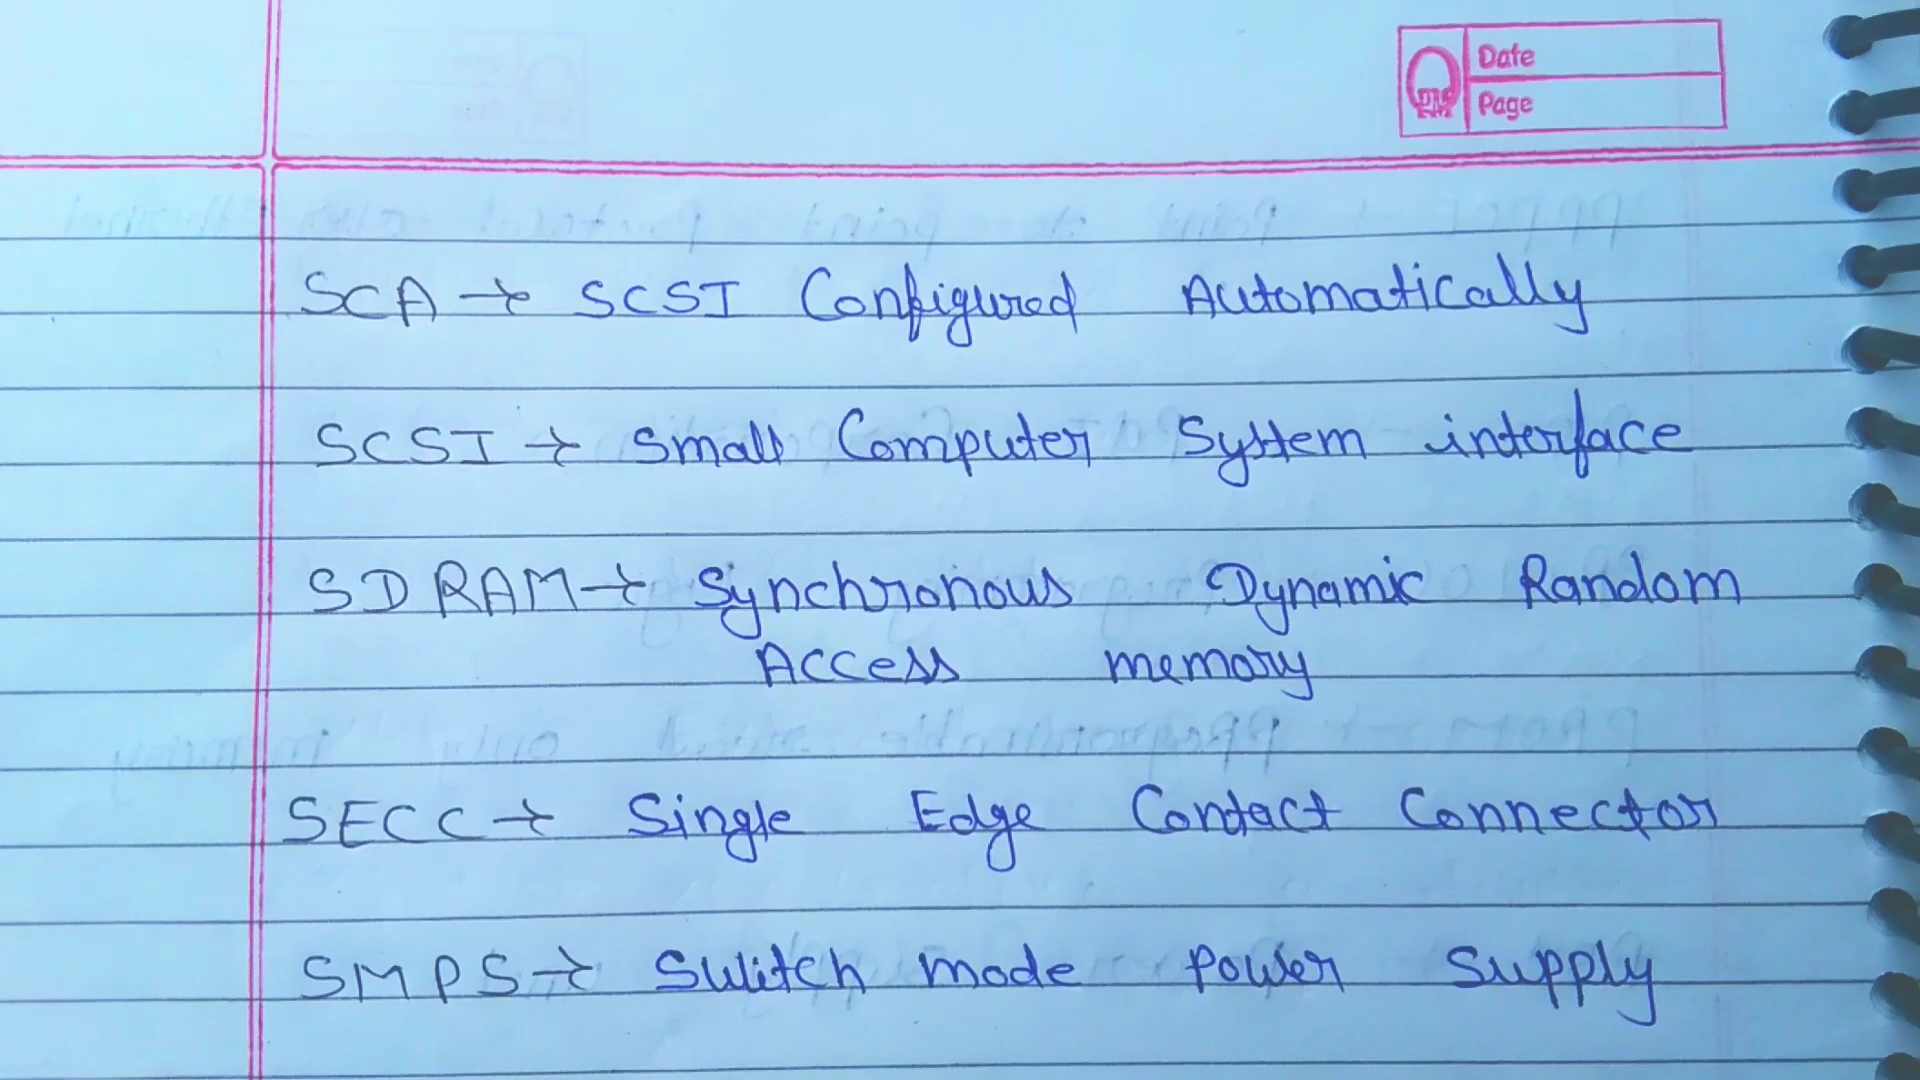 Date
Page
SCA → SCSI Configured Automatically
SCSI → Small Computer System interface
SDRAM → Synchronous Dynamic Random
Access memory
SECC → Single Edge Contact Connector
SMPS → Switch mode Power Supply